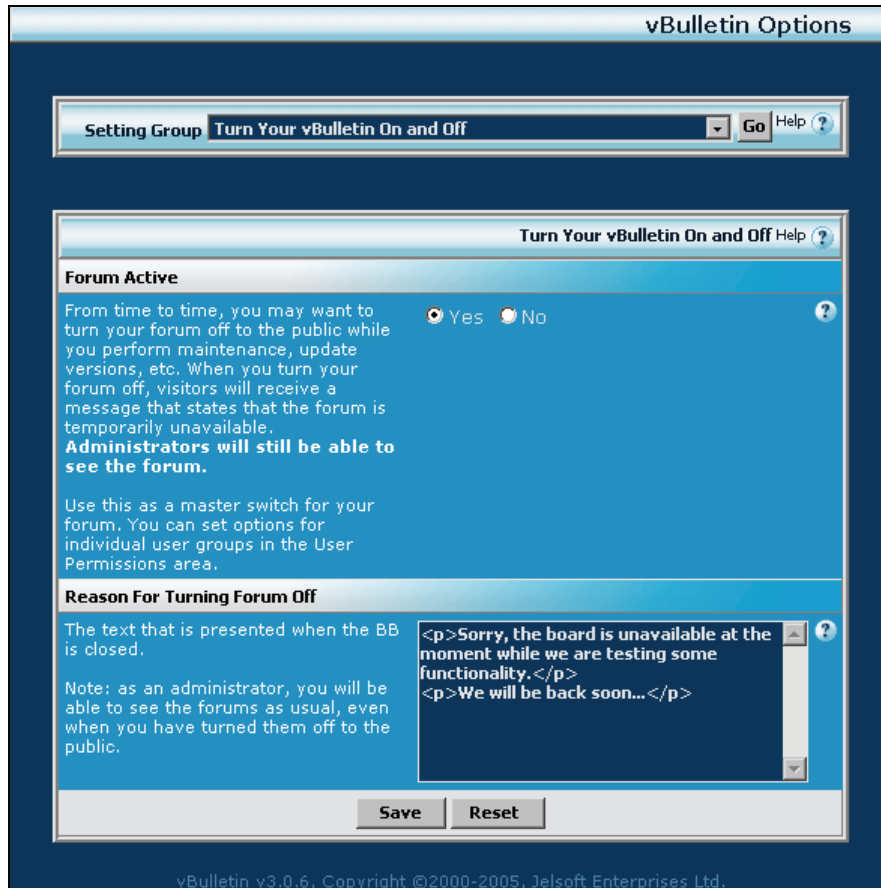 vBulletin Options
Setting Group Turn Your vBulletin On and Off Go Help ?
Turn Your vBulletin On and Off Help ?
Forum Active
From time to time, you may want to
turn your forum off to the public while
you perform maintenance, update
versions, etc. When you turn your
forum off, visitors will receive a
message that states that the forum is
temporarily unavailable.
Administrators will still be able to
see the forum.
Use this as a master switch for your
forum. You can set options for
individual user groups in the User
Permissions area.
Yes No ?
Reason For Turning Forum Off
The text that is presented when the BB
is closed.
Note: as an administrator, you will be
able to see the forums as usual, even
when you have turned them off to the
public.
<p>Sorry, the board is unavailable at the
moment while we are testing some
functionality.</p>
<p>We will be back soon...</p>
?
Save Reset
vBulletin v3.0.6, Copyright ©2000-2005, Jelsoft Enterprises Ltd.